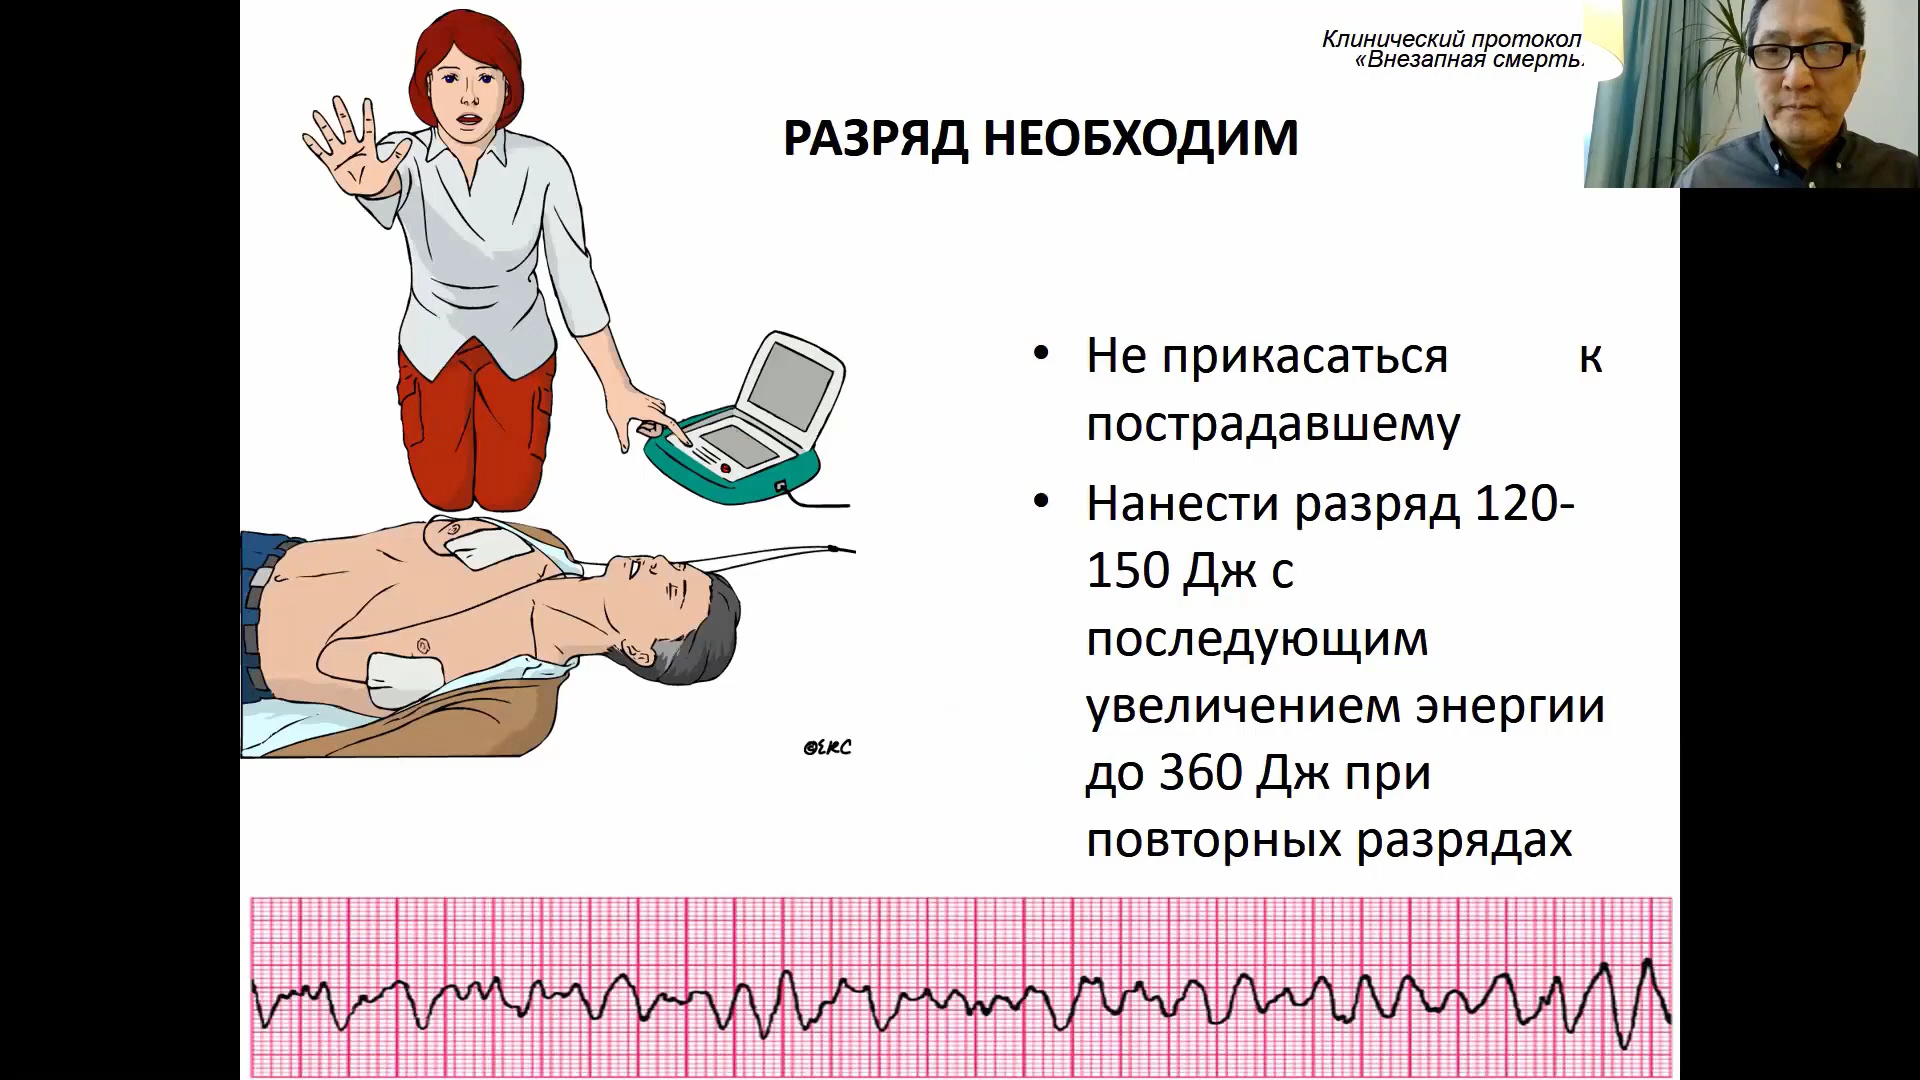 Клинический протокол
«Внезапная смерть
РАЗРЯД НЕОБХОДИМ
• Не прикасаться к
пострадавшему
• Нанести разряд 120-
150 Дж с
последующим
увеличением энергии
до 360 Дж при
повторных разрядах
©ERC